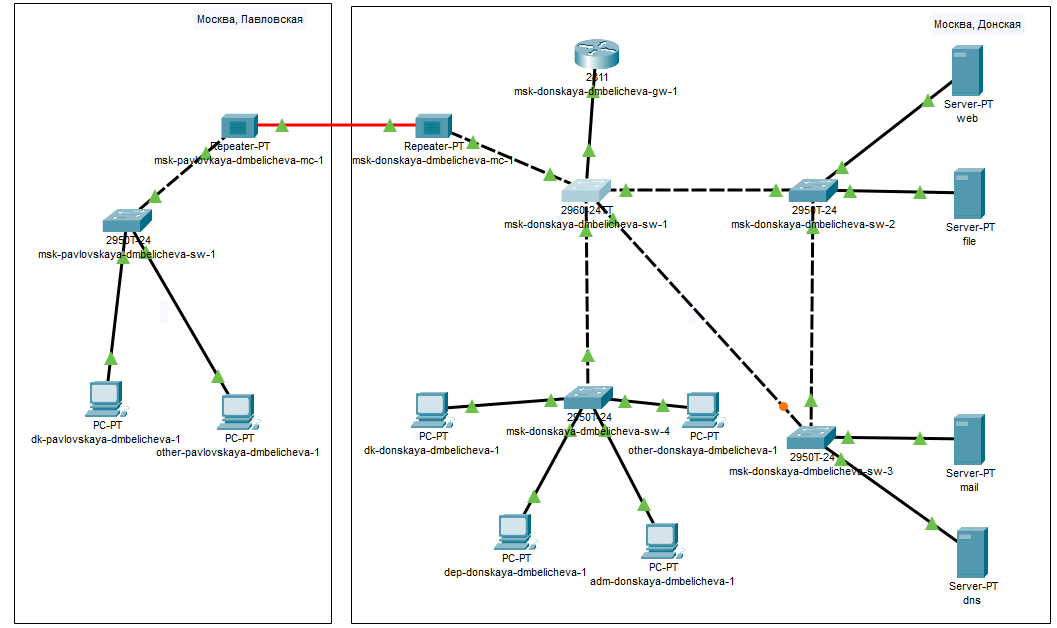 Москва, Павловская
Москва, Донская
2811
msk-donskaya-dmbelicheva-gw-1
Server-PT
web
Repeater-PT
msk-pavlovkaya-dmbelicheva-mc-1
Repeater-PT
msk-donskaya-dmbelicheva-mc-1
2960-24TT
msk-donskaya-dmbelicheva-sw-1
2950T-24
msk-donskaya-dmbelicheva-sw-2
Server-PT
file
2950T-24
msk-pavlovskaya-dmbelicheva-sw-1
PC-PT
dk-pavlovskaya-dmbelicheva-1
PC-PT
other-pavlovskaya-dmbelicheva-1
2950T-24
msk-donskaya-dmbelicheva-sw-4
PC-PT
dk-donskaya-dmbelicheva-1
PC-PT
other-donskaya-dmbelicheva-1
2950T-24
msk-donskaya-dmbelicheva-sw-3
Server-PT
mail
PC-PT
dep-donskaya-dmbelicheva-1
PC-PT
adm-donskaya-dmbelicheva-1
Server-PT
dns